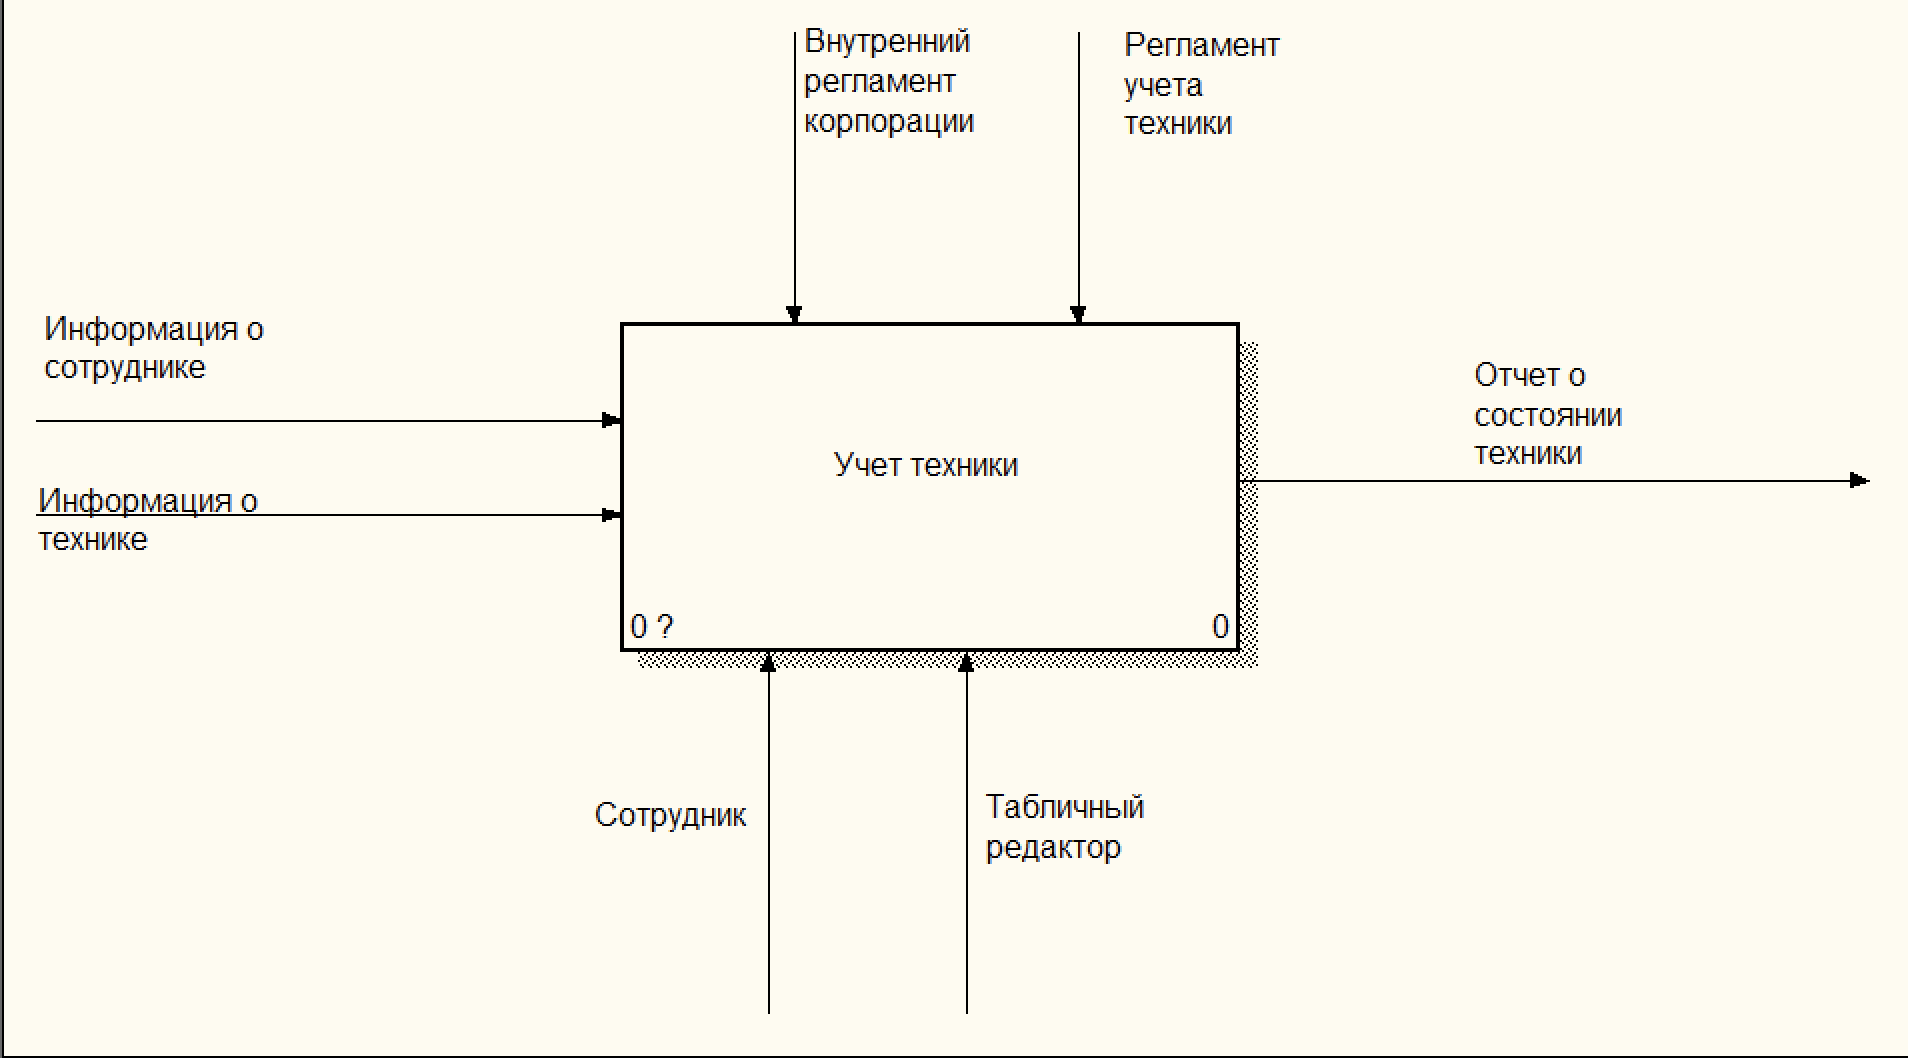 Внутренний
регламент
корпорации
Регламент
учета
техники
Информация о
сотруднике
Информация о
технике
Учет техники
0 ?
0
Отчет о
состоянии
техники
Сотрудник
Табличный
редактор